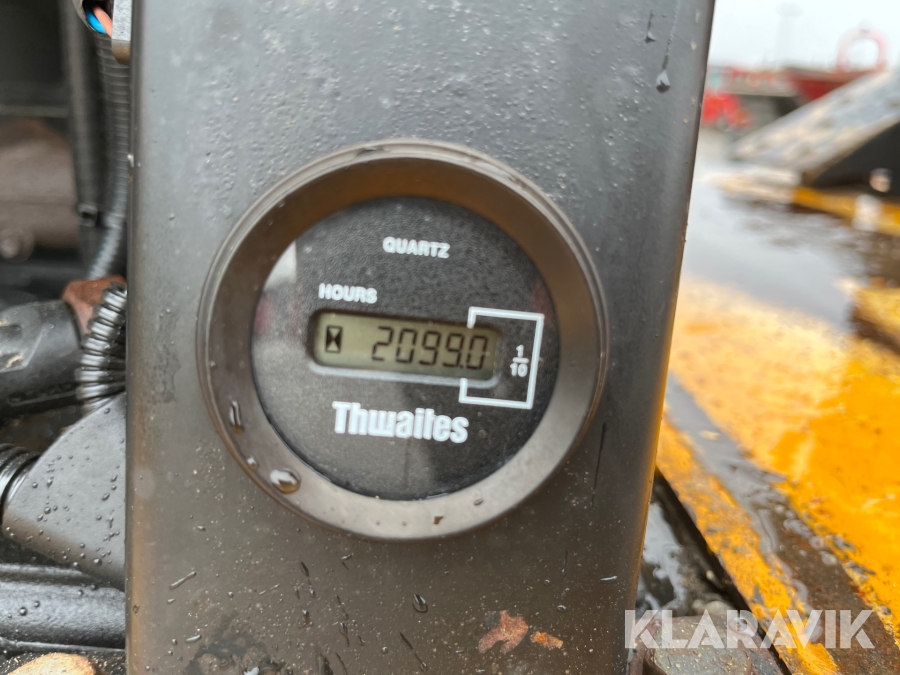 QUARTZ
HOURS
2099.0
1
10
Thwaites
KLARAVIK